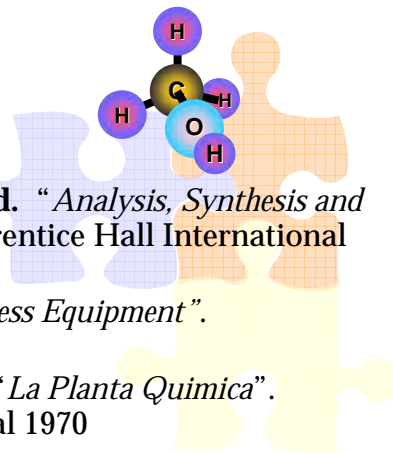 H
C
H
H
O
H
d. “Analysis, Synthesis and
rentice Hall International
ess Equipment”.
“La Planta Quimica”.
al 1970